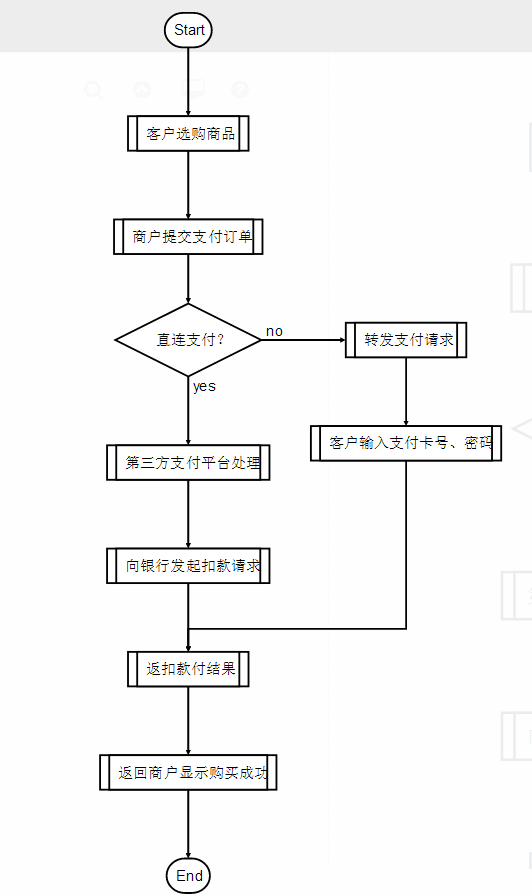 Start
客户选购商品
商户提交支付订单
直连支付？
no
转发支付请求
yes
客户输入支付卡号、密码
第三方支付平台处理
向银行发起扣款请求
返扣款付结果
返回商户显示购买成功
End